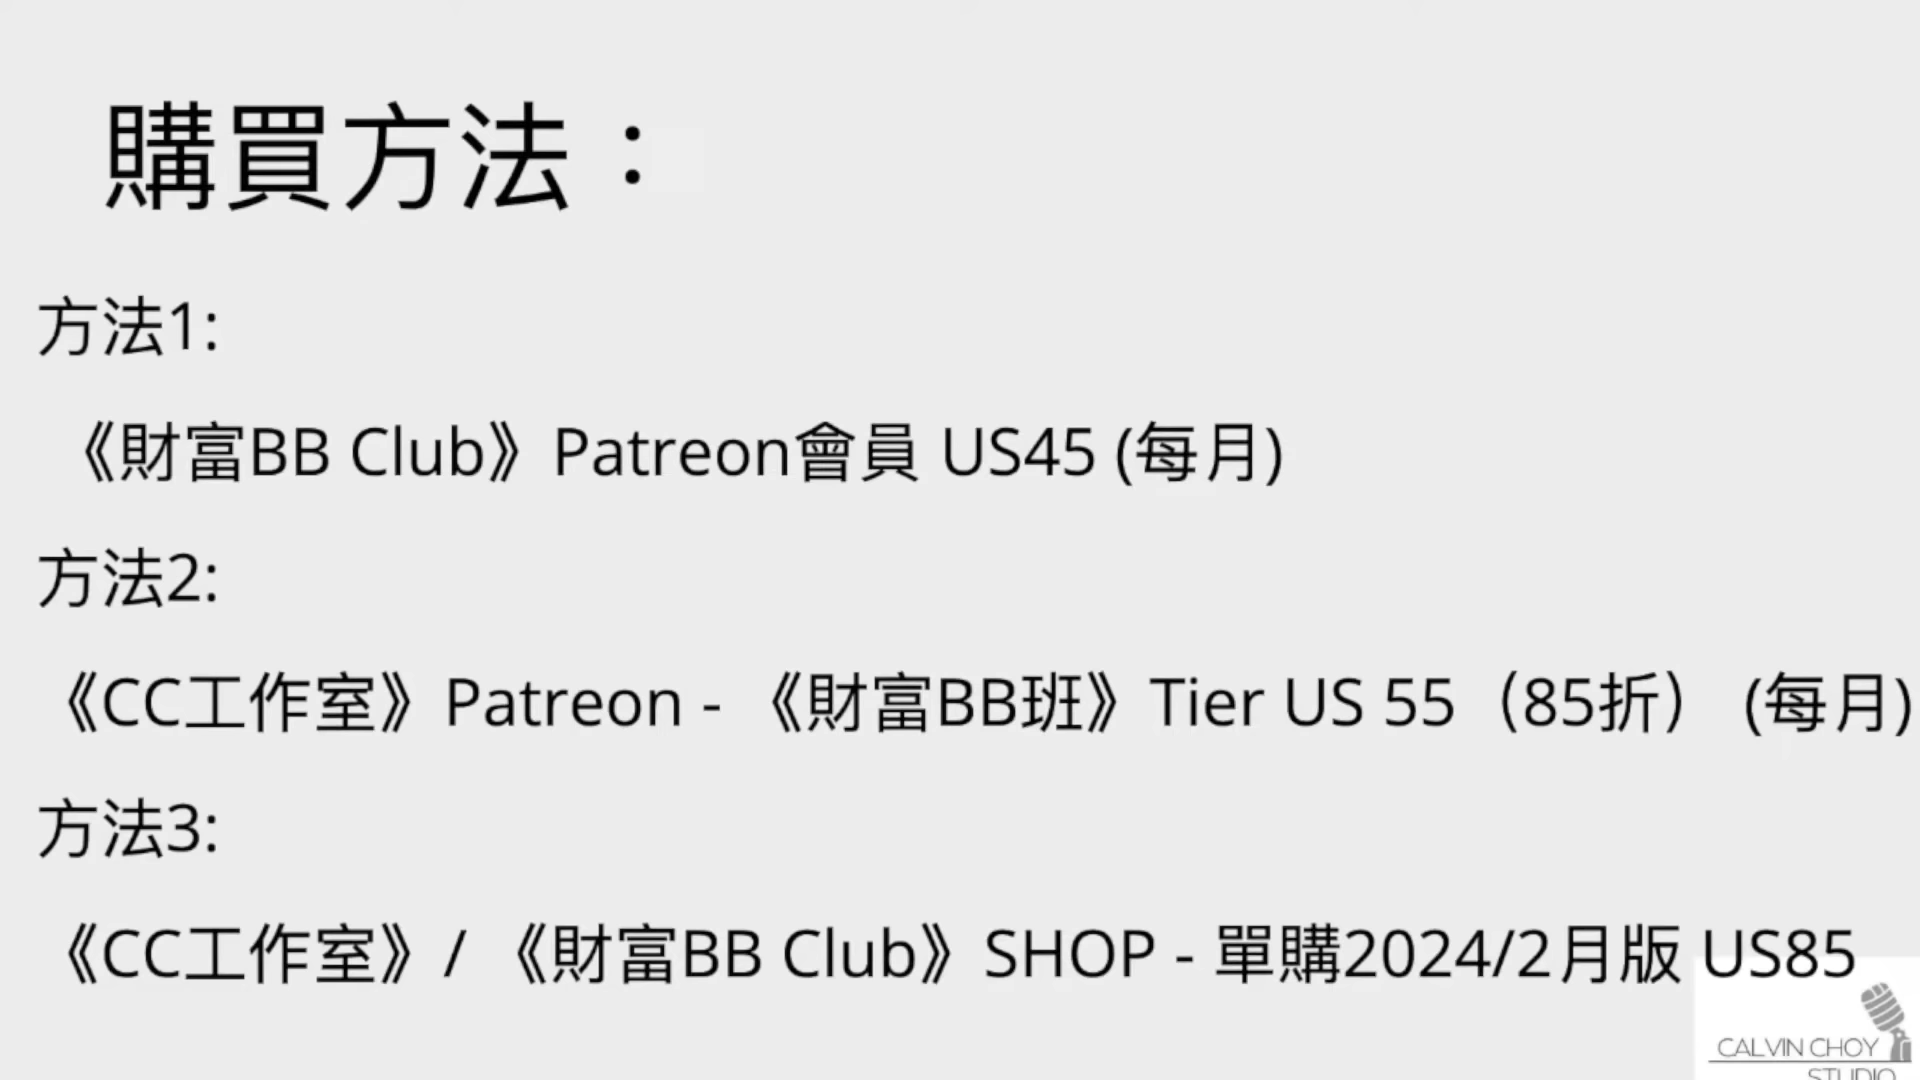 購買方法：
方法1:
《財富BB Club》Patreon會員 US45 (每月)
方法2:
《CC工作室》Patreon - 《財富BB班》Tier US 55（85折） (每月)
方法3:
《CC工作室》/ 《財富BB Club》SHOP - 單購2024/2月版 US85
CALVIN CHOY
STUDIO